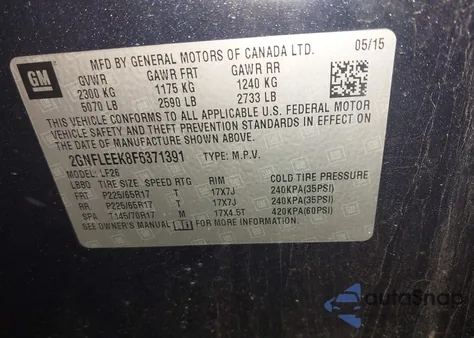 GM
MFD BY GENERAL MOTORS OF CANADA LTD. 05/15
GVWR GAWR FRT GAWR RR
2300 KG 1175 KG 1240 KG
5070 LB 2590 LB 2733 LB
THIS VEHICLE CONFORMS TO ALL APPLICABLE U.S. FEDERAL MOTOR
VEHICLE SAFETY, BUMPER, AND THEFT PREVENTION STANDARDS IN EFFECT ON
THE DATE OF MANUFACTURE SHOWN ABOVE.
2GNFLEEK8F6371391 TYPE: M.P.V.
MODEL: LF26
LBBO TIRE SIZE SPEED RTG RIM COLD TIRE PRESSURE
FRT P225/65R17 T 17X7J 240KPA(35PSI)
RR P225/65R17 T 17X7J 240KPA(35PSI)
SPA T145/70R17 M 17X4.5T 420KPA(60PSI)
SEE OWNER'S MANUAL
autoSnap